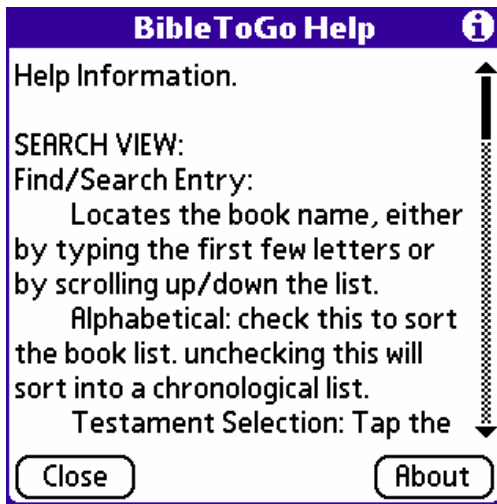 BibleToGo Help
Help Information.
SEARCH VIEW:
Find/Search Entry:
Locates the book name, either
by typing the first few letters or
by scrolling up/down the list.
Alphabetical: check this to sort
the book list. unchecking this will
sort into a chronological list.
Testament Selection: Tap the
Close
About